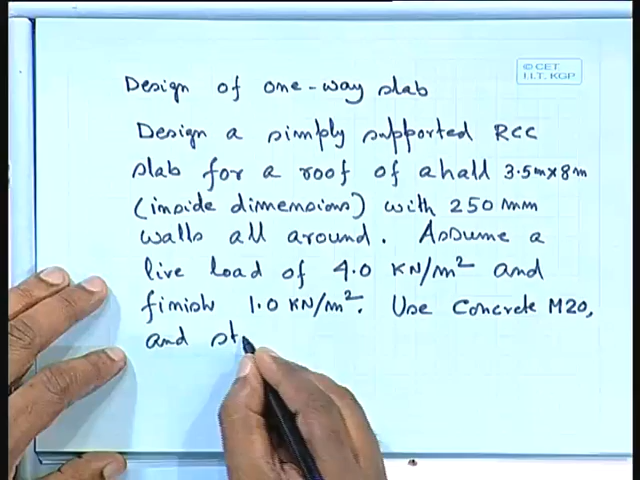 © CET
I.I.T. KGP
Design of one-way slab
Design a simply supported RCC
slab for a roof of a hall 3.5m×8m
(inside dimensions) with 250 mm
walls all around. Assume a
live load of 4.0 KN/m² and
finish 1.0 KN/m². Use Concrete M20,
and st